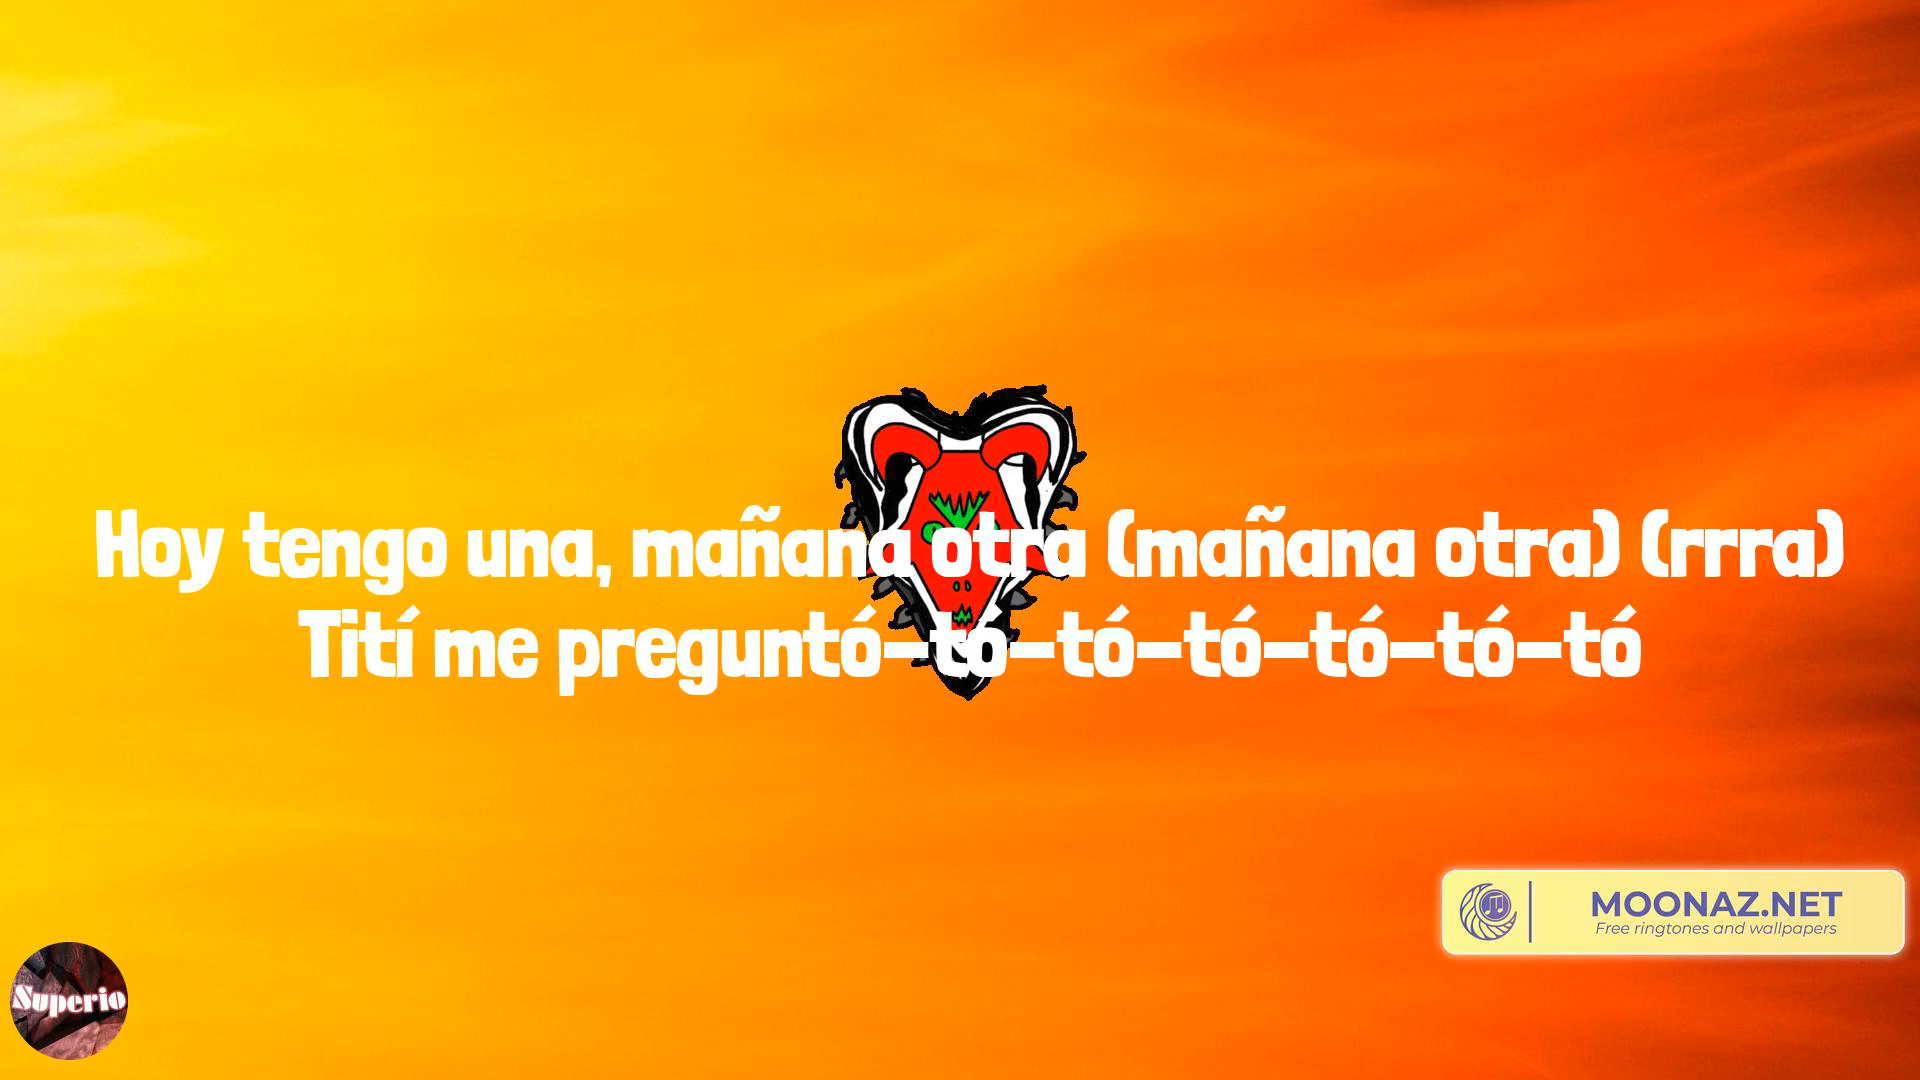 Hoy tengo una, mañana otra (mañana otra) (rrra)
Tití me preguntó-tó-tó-tó-tó-tó-tó
MOONAZ.NET
Free ringtones and wallpapers
Superio